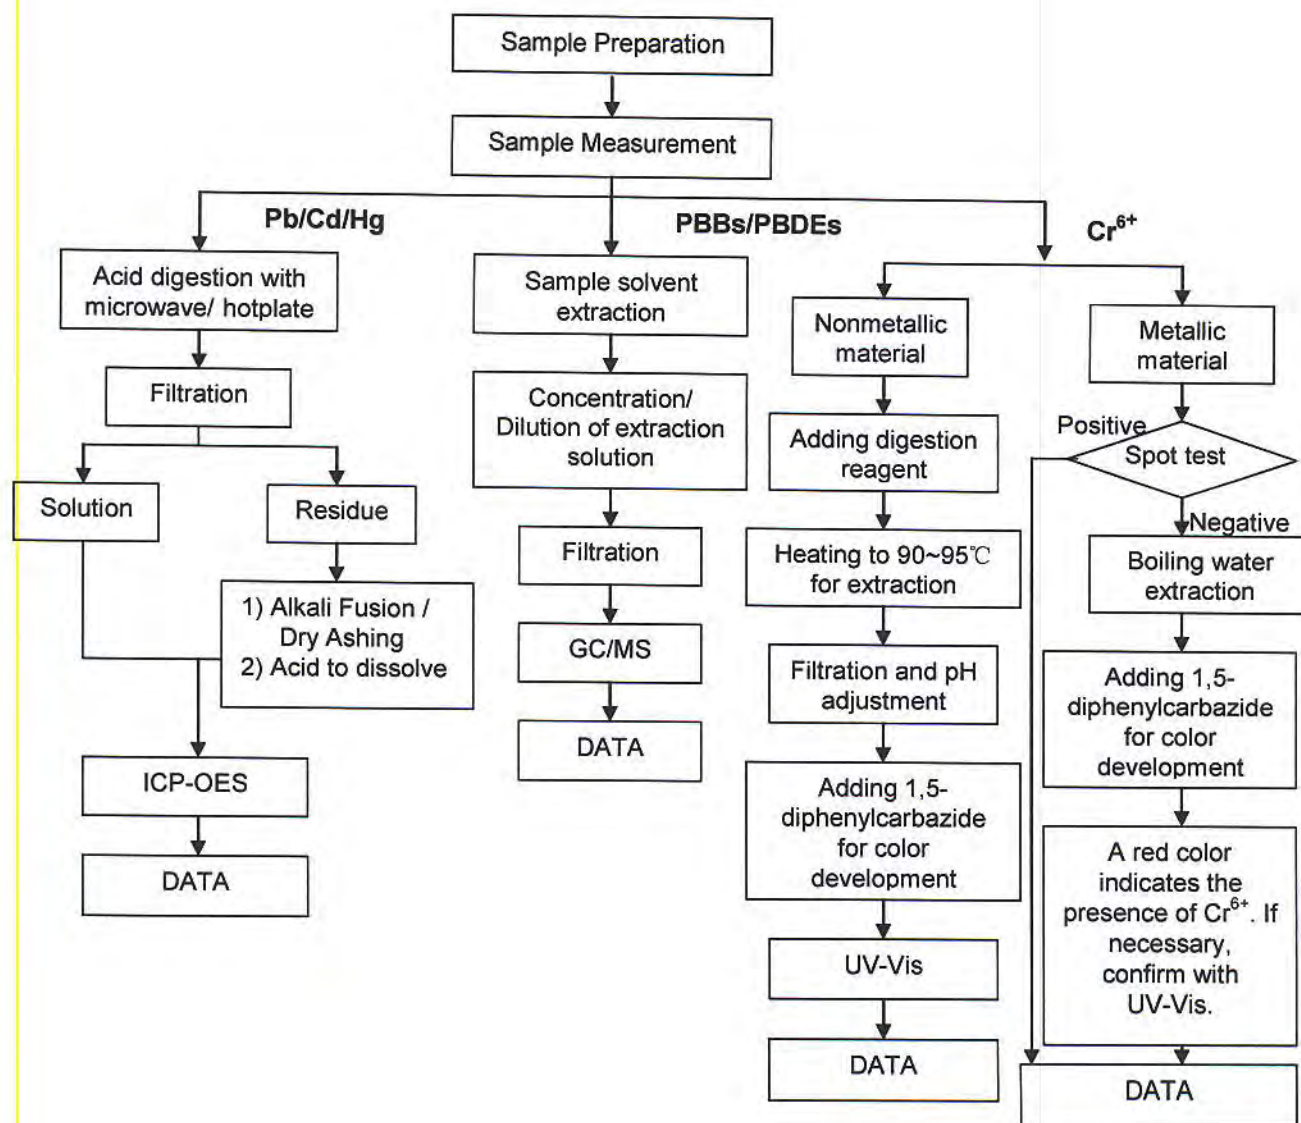 Sample Preparation
Sample Measurement
Pb/Cd/Hg
PBBs/PBDEs
Cr⁶⁺
Acid digestion with
microwave/ hotplate
Filtration
Solution
Residue
1) Alkali Fusion /
Dry Ashing
2) Acid to dissolve
ICP-OES
DATA
Sample solvent
extraction
Concentration/
Dilution of extraction
solution
Filtration
GC/MS
DATA
Nonmetallic
material
Adding digestion
reagent
Heating to 90~95℃
for extraction
Filtration and pH
adjustment
Adding 1,5-
diphenylcarbazide
for color
development
UV-Vis
DATA
Metallic
material
Positive
Spot test
Negative
Boiling water
extraction
Adding 1,5-
diphenylcarbazide
for color
development
A red color
indicates the
presence of Cr⁶⁺. If
necessary,
confirm with
UV-Vis.
DATA